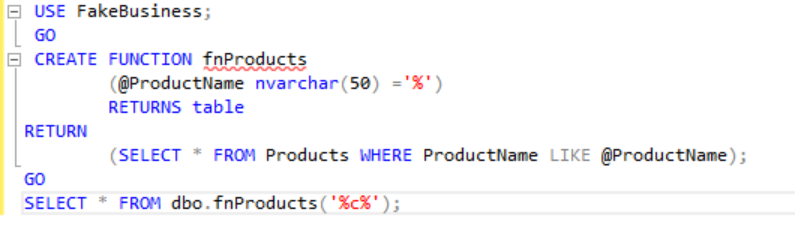 USE FakeBusiness;
GO
CREATE FUNCTION fnProducts
(@ProductName nvarchar(50) ='%')
RETURNS table
RETURN
(SELECT * FROM Products WHERE ProductName LIKE @ProductName);
GO
SELECT * FROM dbo.fnProducts('%c%');